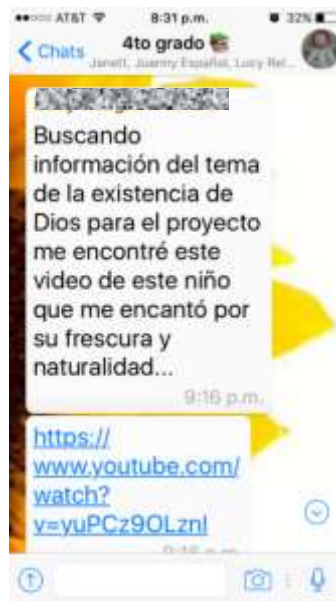 AT&T 8:31 p.m. 32%
Chats 4to grado
Janett, Juanny Español, Lucy Rel...
Buscando
información del tema
de la existencia de
Dios para el proyecto
me encontré este
video de este niño
que me encantó por
su frescura y
naturalidad...
9:16 p.m.
https://
www.youtube.com/
watch?
v=yuPCz9OLznI